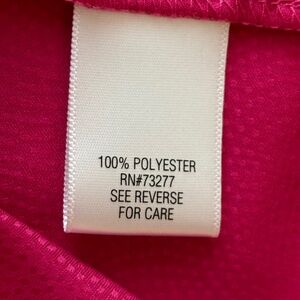 100% POLYESTER
RN#73277
SEE REVERSE
FOR CARE